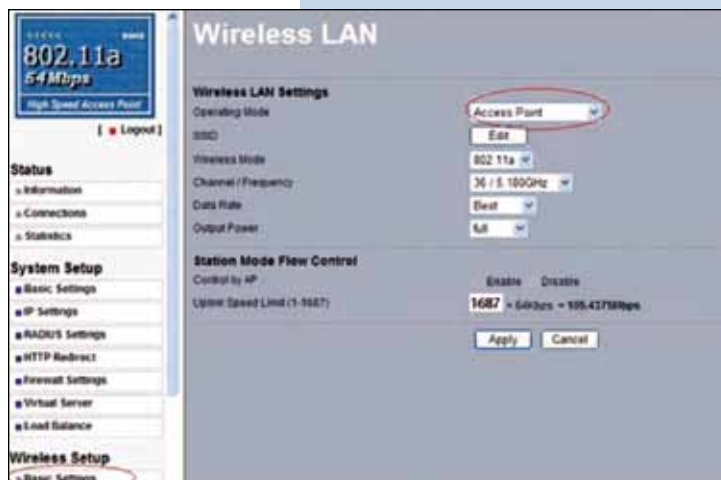 802.11a
54Mbps
High Speed Access Point
[ Logout ]
Status
Information
Connections
Statistics
System Setup
Basic Settings
IP Settings
RADIUS Settings
HTTP Redirect
Firewall Settings
Virtual Server
Load Balance
Wireless Setup
Basic Settings
Wireless LAN
Wireless LAN Settings
Operating Mode Access Point
SSID Edit
Wireless Mode 802.11a
Channel / Frequency 36 / 5.180GHz
Data Rate Best
Output Power full
Station Mode Flow Control
Control by AP Enable Disable
Uplink Speed Limit (1-1687) 1687 × 64kbps = 105.4375Mbps
Apply Cancel